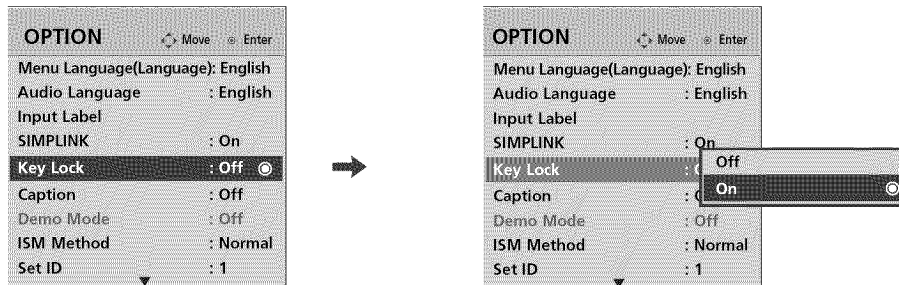 OPTION Move Enter
Menu Language(Language): English
Audio Language : English
Input Label
SIMPLINK : On
Key Lock : Off
Caption : Off
Demo Mode : Off
ISM Method : Normal
Set ID : 1
OPTION Move Enter
Menu Language(Language): English
Audio Language : English
Input Label
SIMPLINK : On
Key Lock :
Off
On
Caption :
Demo Mode : Off
ISM Method : Normal
Set ID : 1